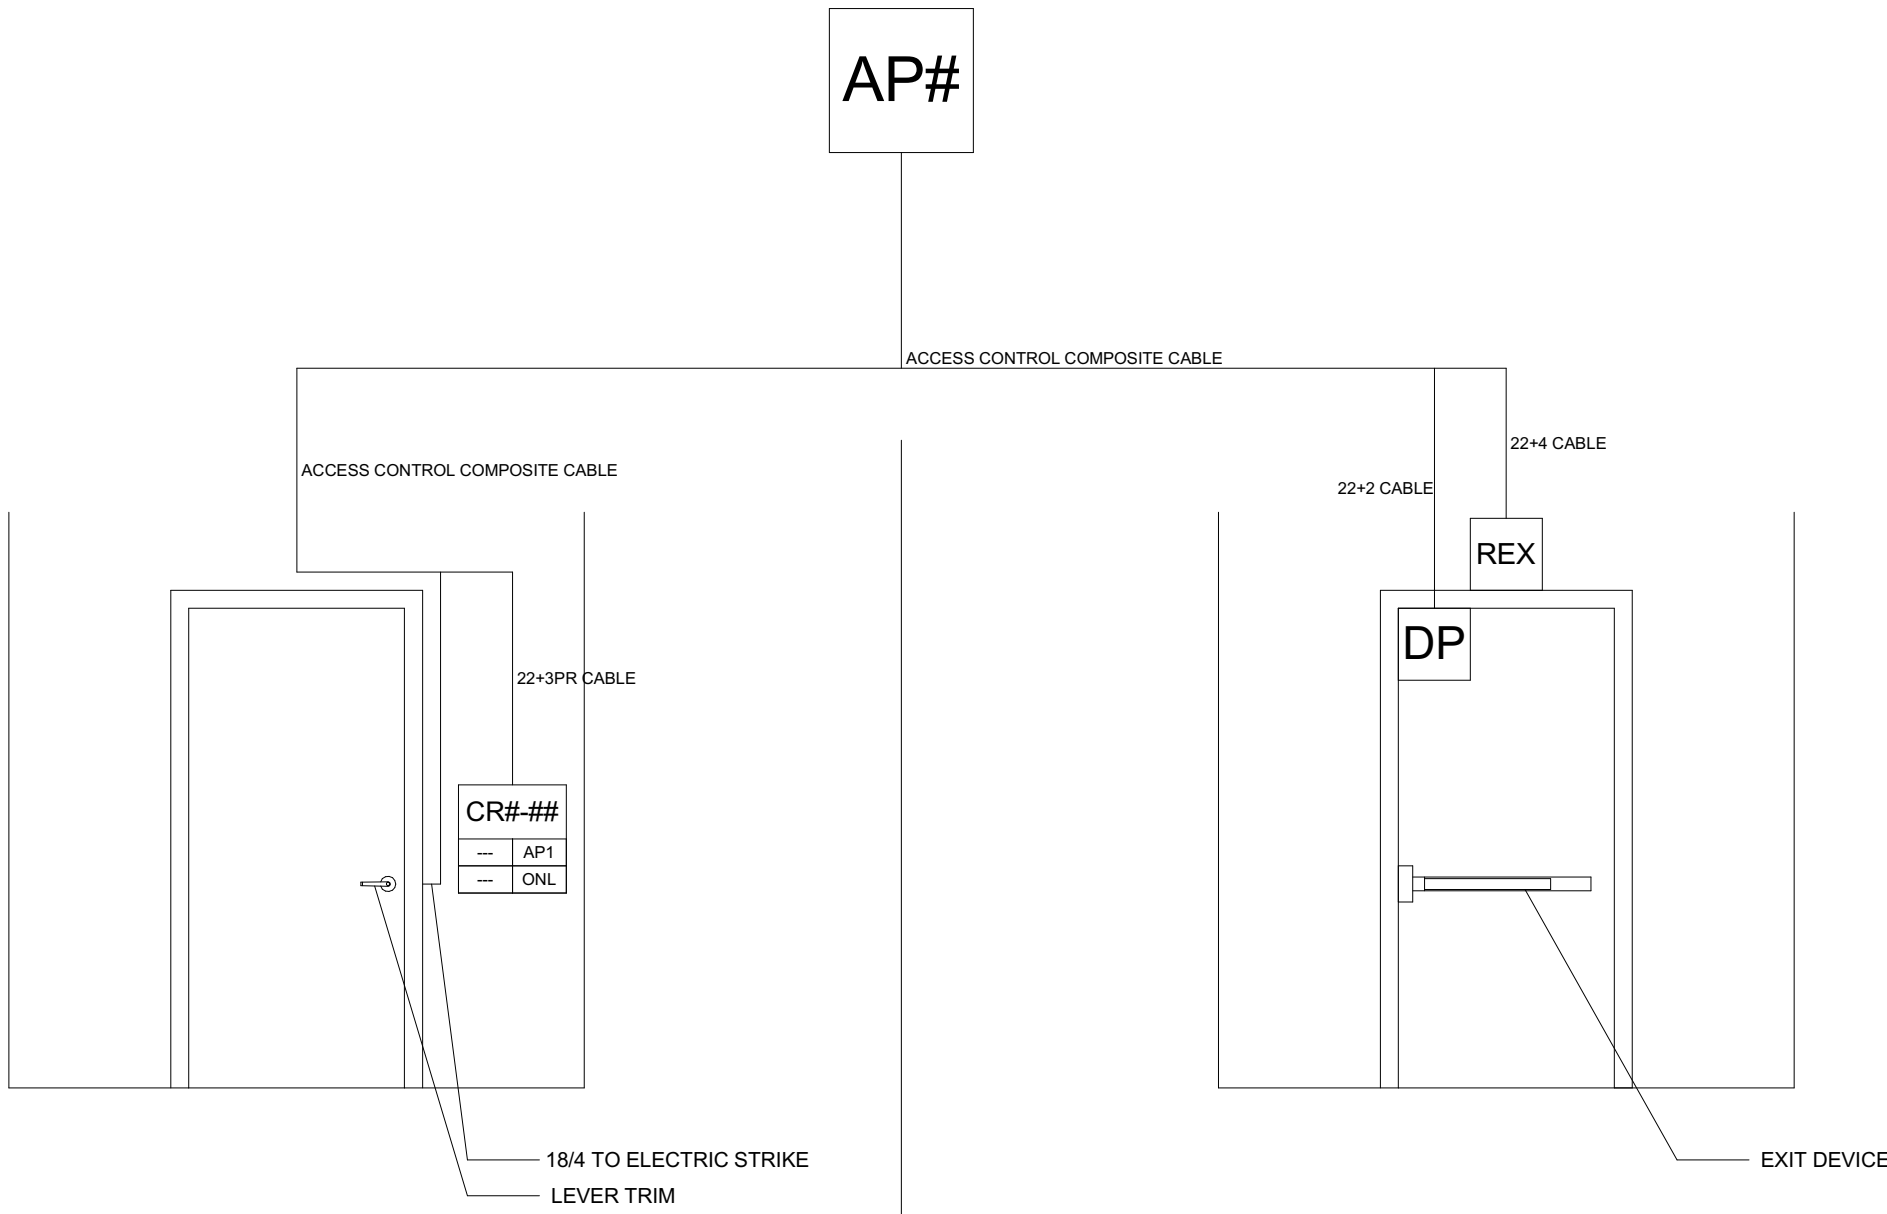 AP#
ACCESS CONTROL COMPOSITE CABLE
22+4 CABLE
ACCESS CONTROL COMPOSITE CABLE
22+2 CABLE
REX
DP
22+3PR CABLE
CR#-##
--- AP1
--- ONL
18/4 TO ELECTRIC STRIKE
EXIT DEVICE
LEVER TRIM